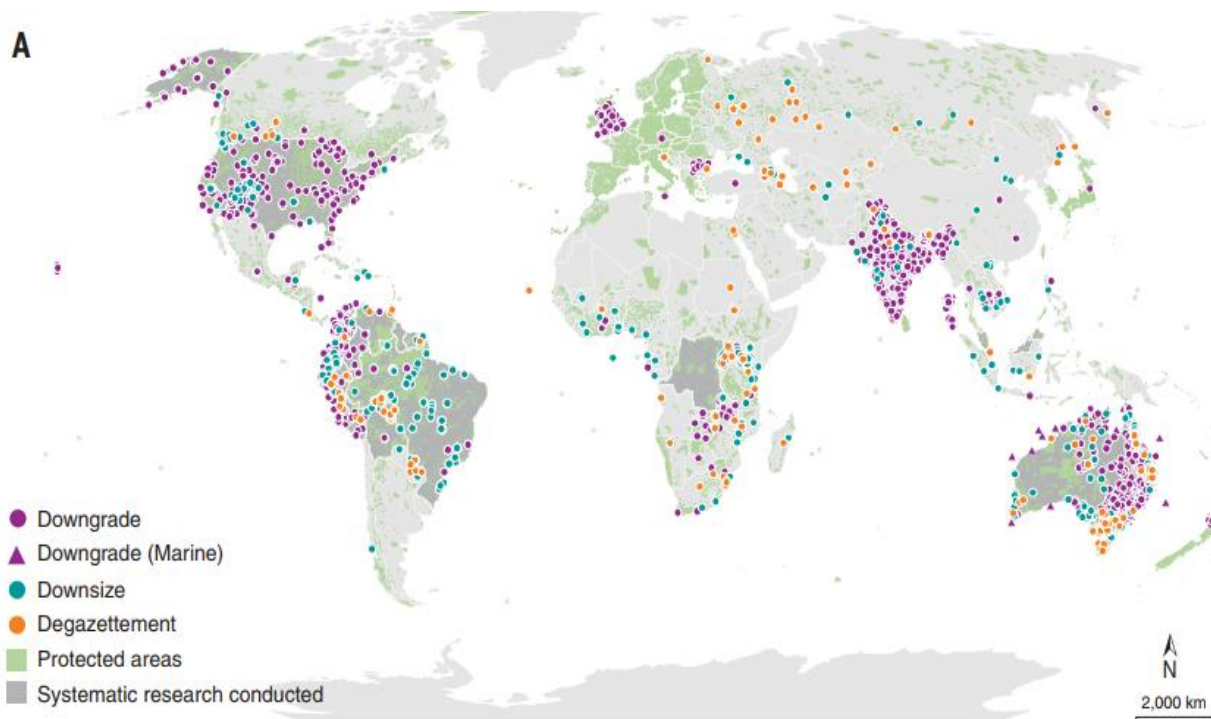 A
Downgrade
Downgrade (Marine)
Downsize
Degazettement
Protected areas
Systematic research conducted
N
2,000 km